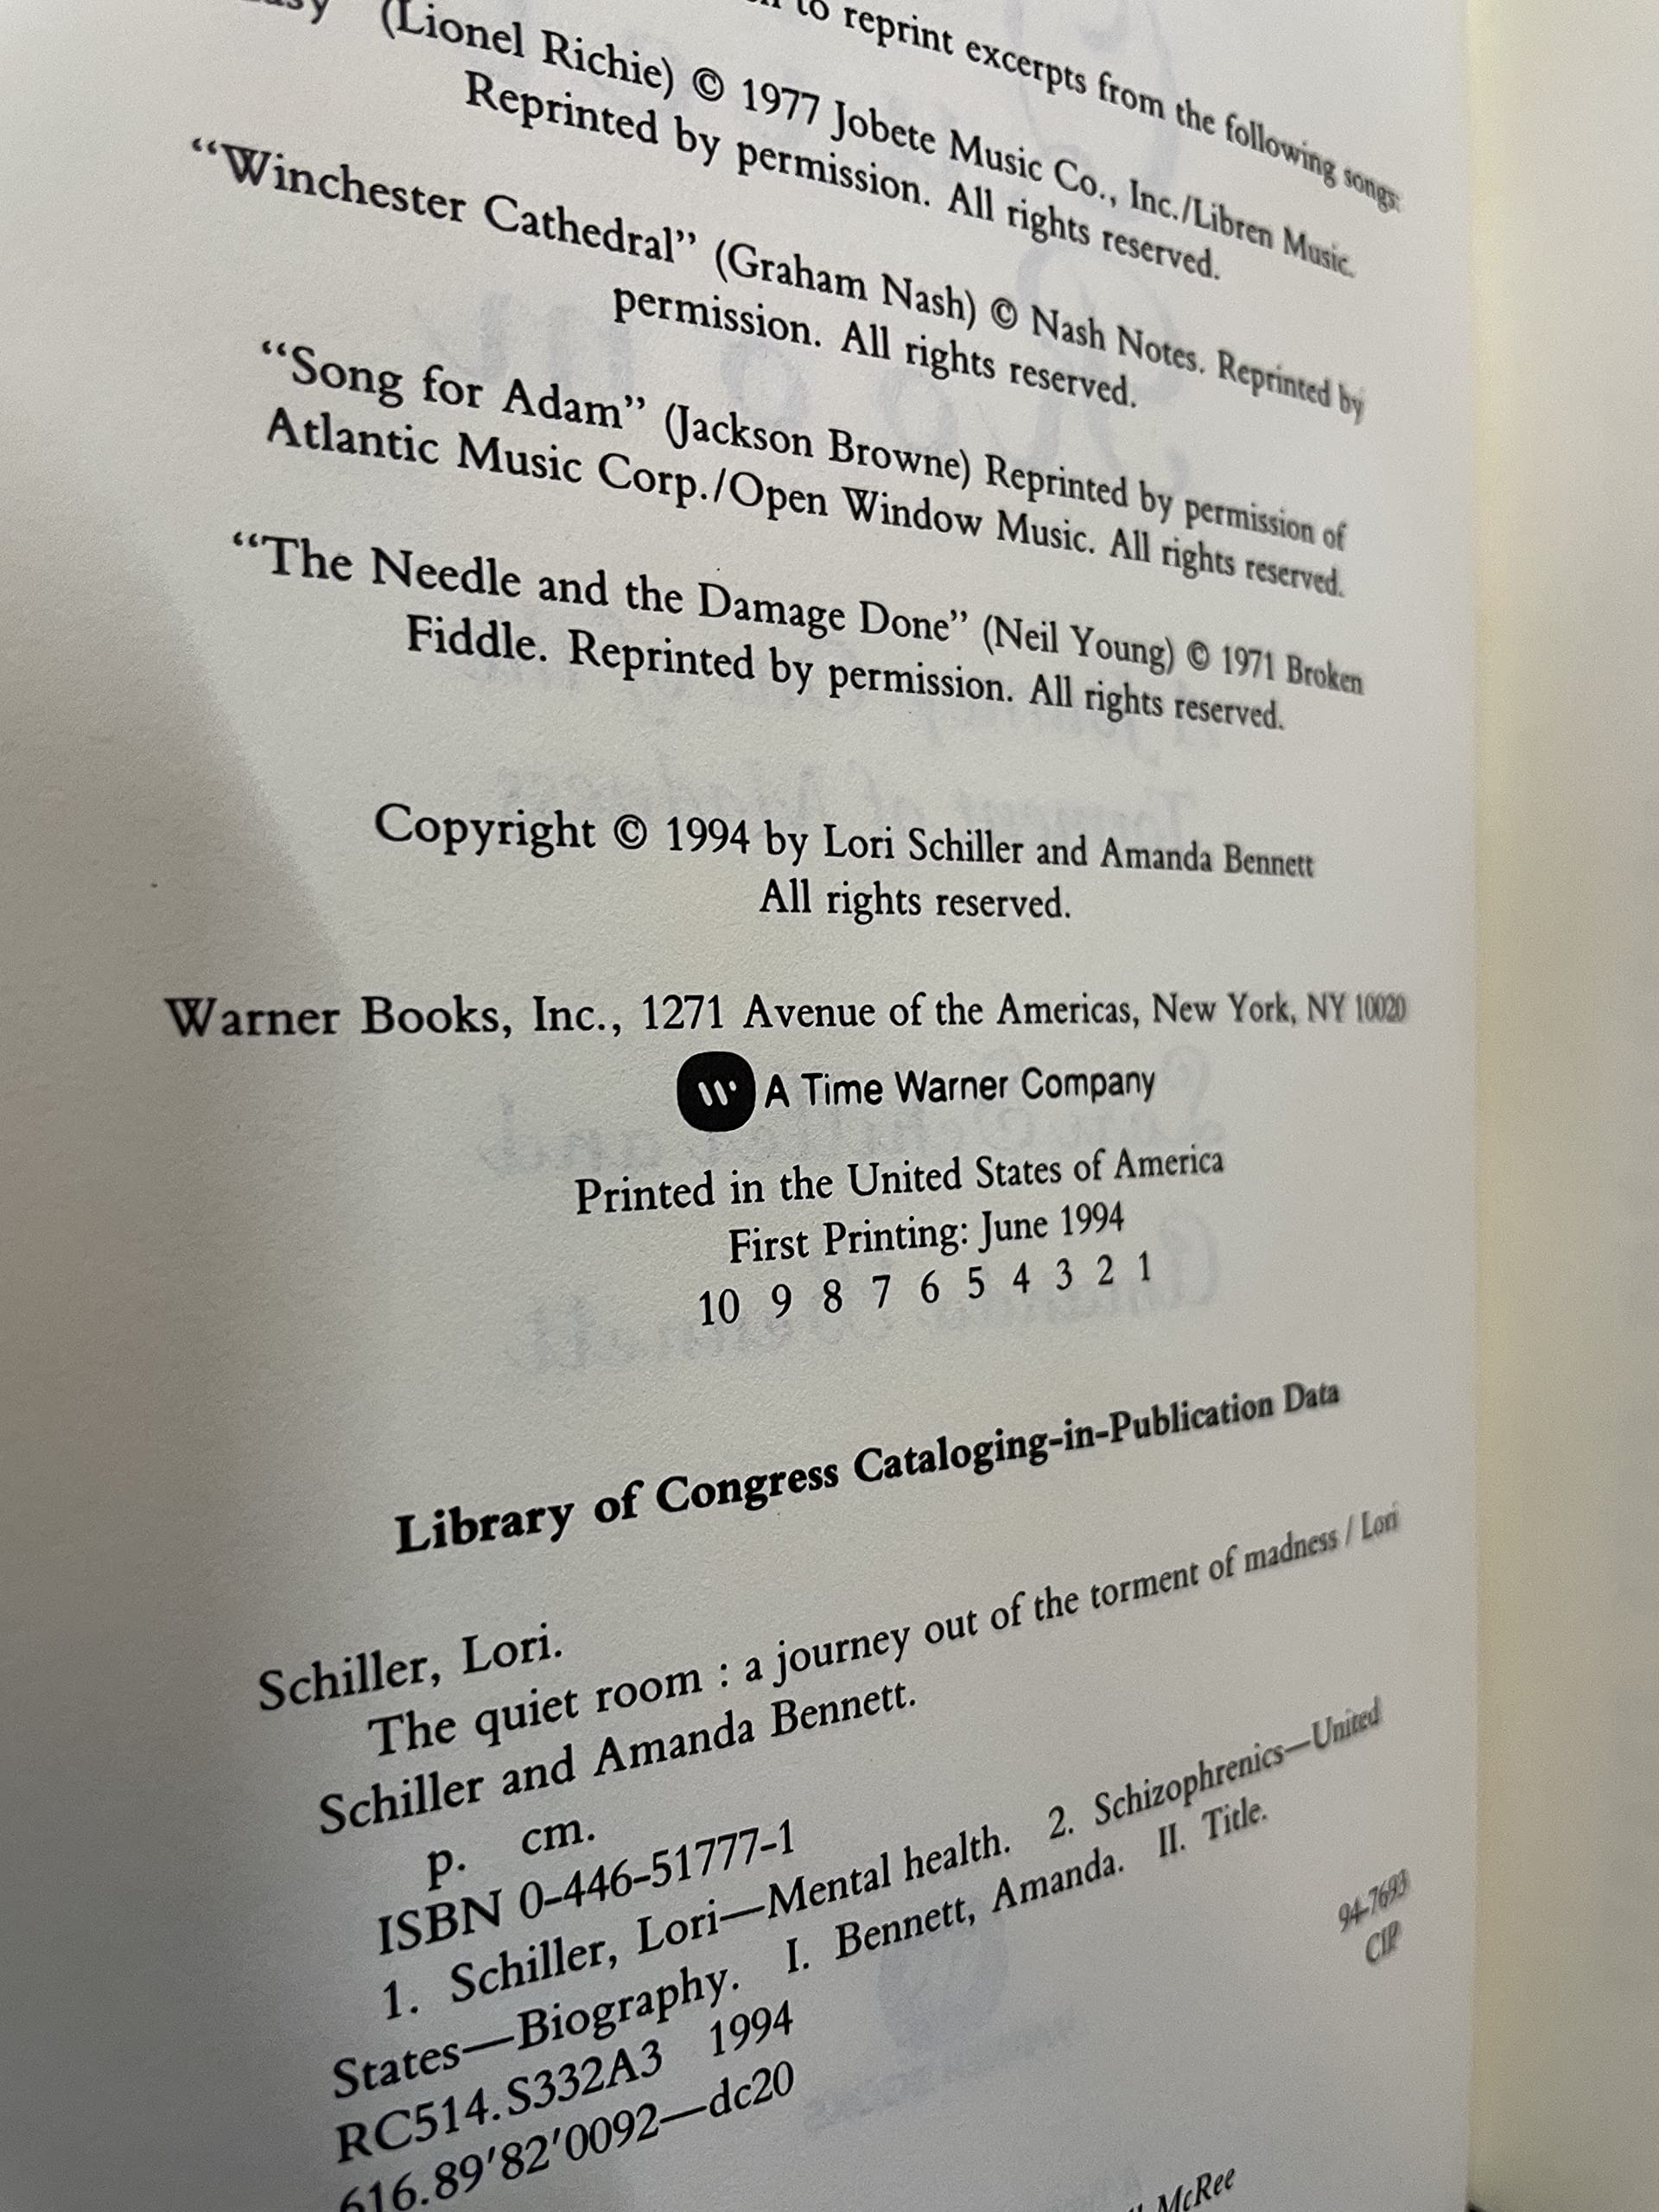 to reprint excerpts from the following songs:
(Lionel Richie) © 1977 Jobete Music Co., Inc./Libren Music.
Reprinted by permission. All rights reserved.
“Winchester Cathedral” (Graham Nash) © Nash Notes. Reprinted by
permission. All rights reserved.
“Song for Adam” (Jackson Browne) Reprinted by permission of
Atlantic Music Corp./Open Window Music. All rights reserved.
“The Needle and the Damage Done” (Neil Young) © 1971 Broken
Fiddle. Reprinted by permission. All rights reserved.
Copyright © 1994 by Lori Schiller and Amanda Bennett
All rights reserved.
Warner Books, Inc., 1271 Avenue of the Americas, New York, NY 10020
A Time Warner Company
Printed in the United States of America
First Printing: June 1994
10 9 8 7 6 5 4 3 2 1
Library of Congress Cataloging-in-Publication Data
Schiller, Lori.
The quiet room : a journey out of the torment of madness / Lori
Schiller and Amanda Bennett.
p. cm.
ISBN 0-446-51777-1
1. Schiller, Lori—Mental health. 2. Schizophrenics—United
States—Biography. I. Bennett, Amanda. II. Title.
RC514.S332A3 1994
616.89′82′0092—dc20
94-7693
CIP
McRee